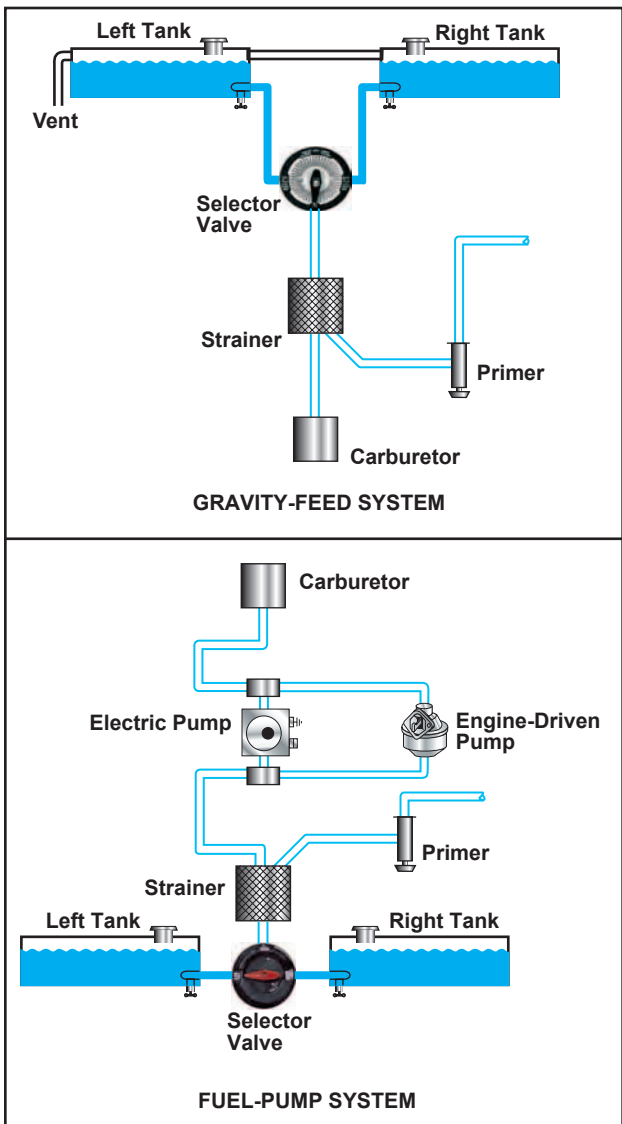 Left Tank
Right Tank
Vent
Selector
Valve
Strainer
Primer
Carburetor
GRAVITY-FEED SYSTEM
Carburetor
Electric Pump
Engine-Driven
Pump
Primer
Strainer
Left Tank
Right Tank
Selector
Valve
FUEL-PUMP SYSTEM